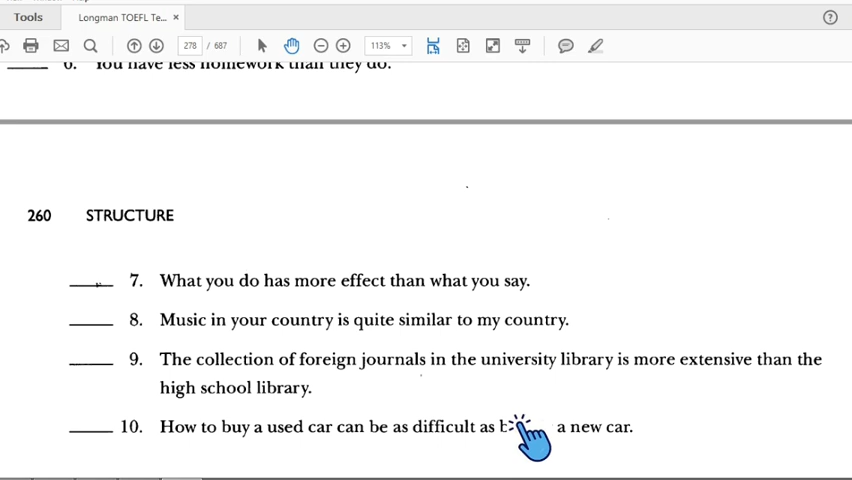 Tools
Longman TOEFL Te... ×
278 / 687
113%
6. You have less homework than they do.
260 STRUCTURE
7. What you do has more effect than what you say.
8. Music in your country is quite similar to my country.
9. The collection of foreign journals in the university library is more extensive than the
high school library.
10. How to buy a used car can be as difficult as a new car.